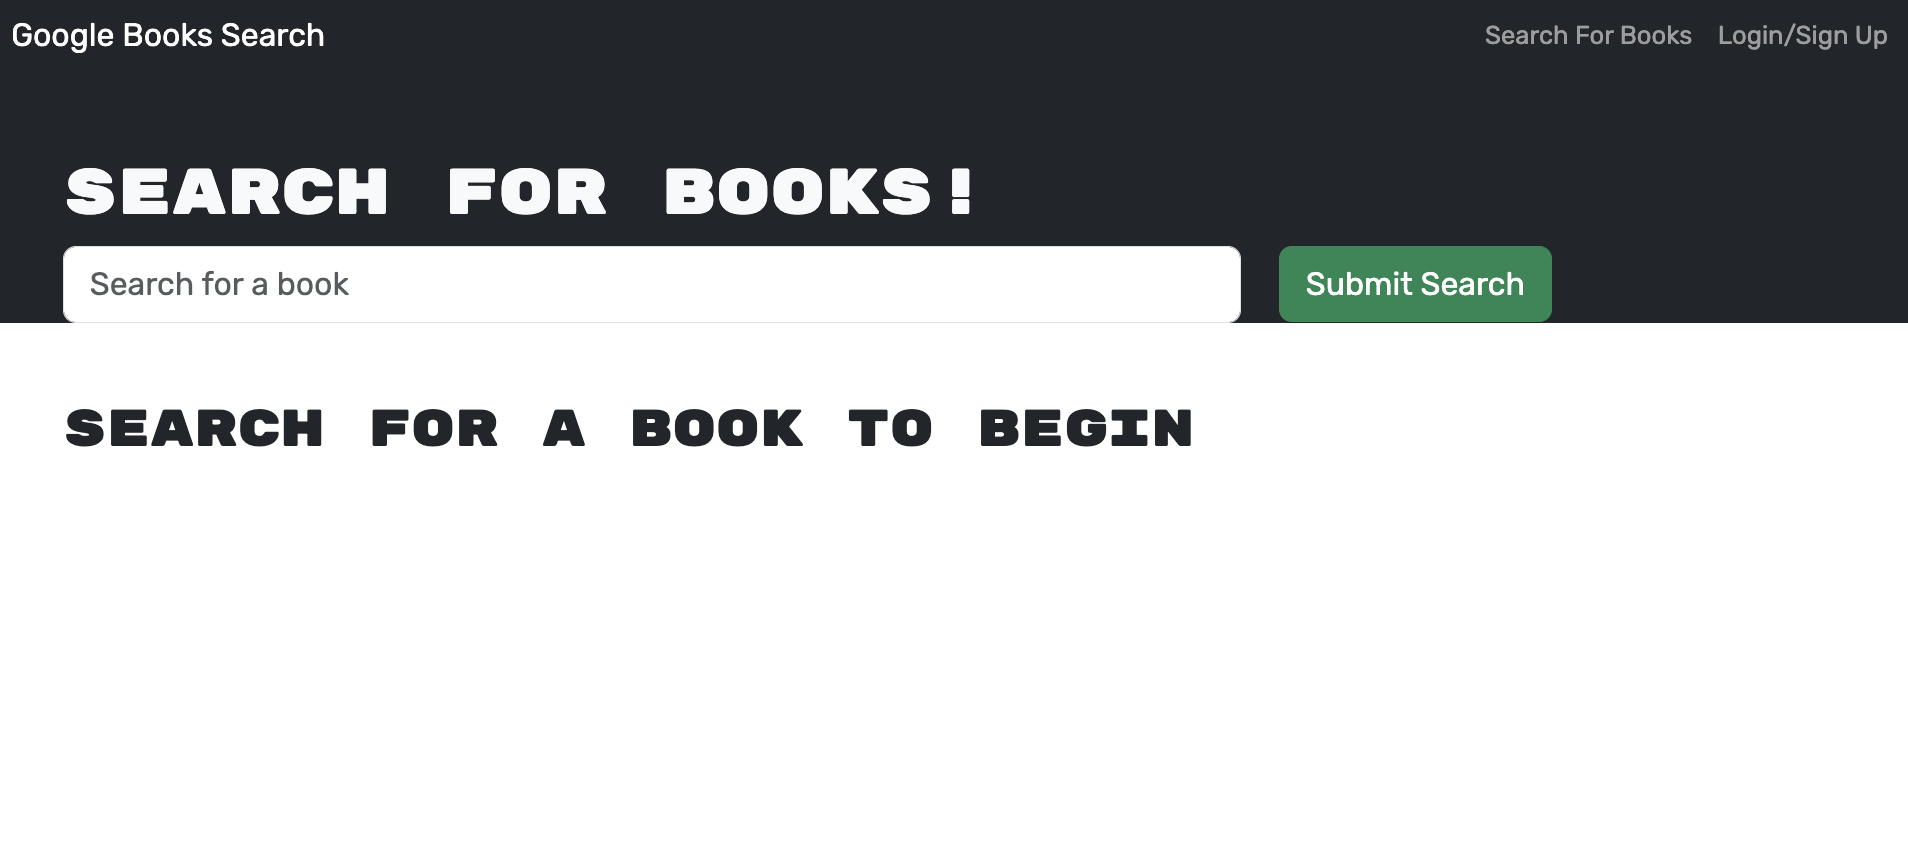 Google Books Search
Search For Books
Login/Sign Up
SEARCH FOR BOOKS!
Search for a book
Submit Search
SEARCH FOR A BOOK TO BEGIN